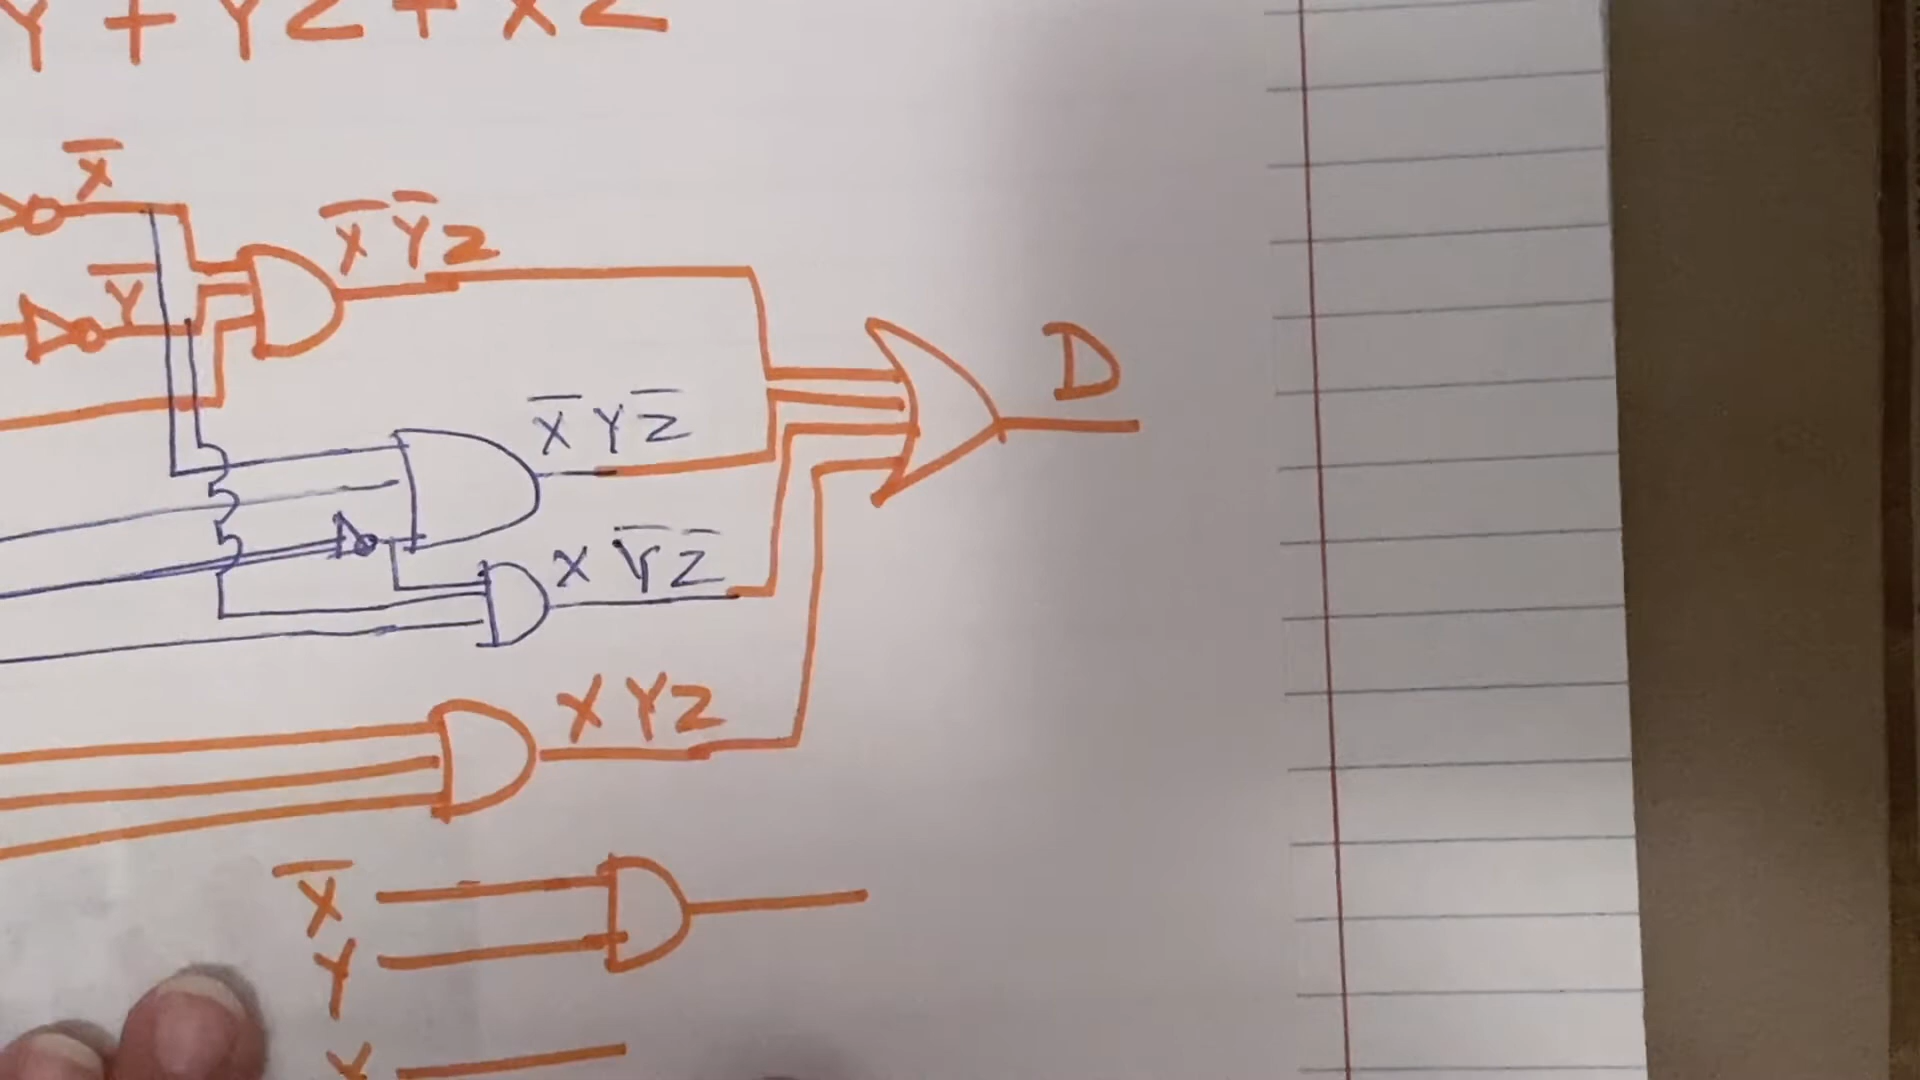 Y + YZ + XZ
X̅
X̅ Y̅ Z
Y̅
D
X̅ Y Z̅
X Y̅ Z̅
X Y Z
X̅
Y